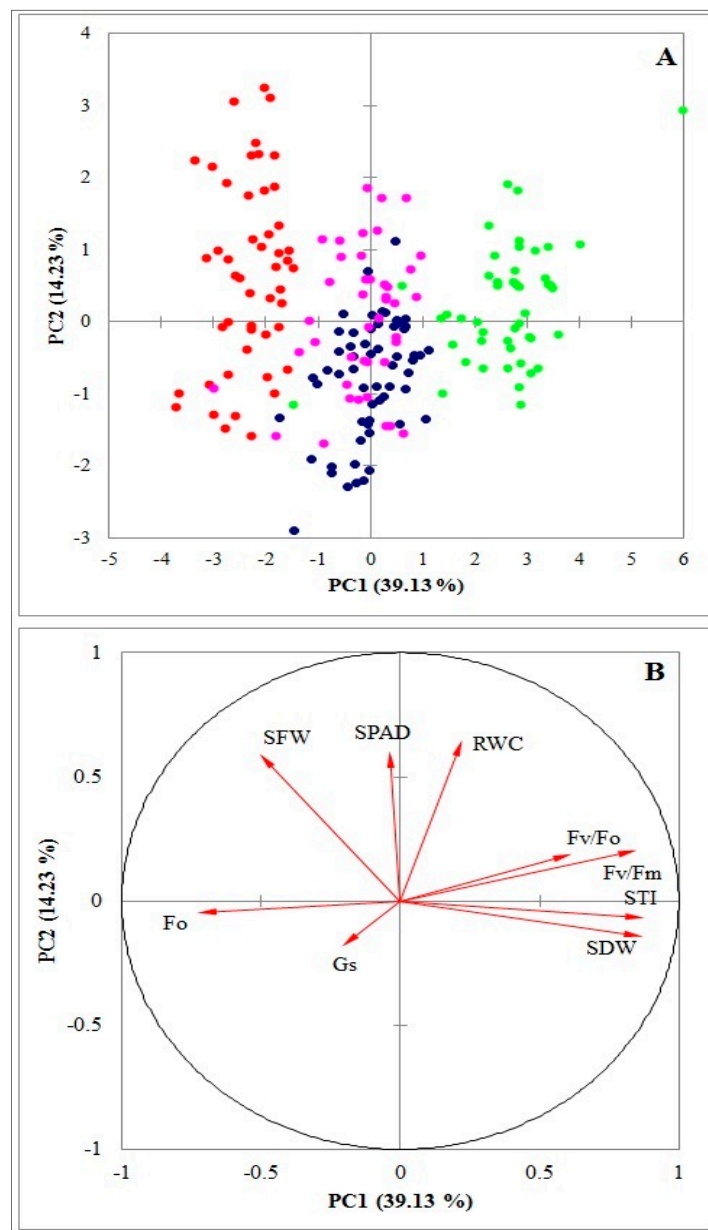 A
4
3
2
1
0
-1
-2
-3
PC2 (14.23 %)
-5 -4 -3 -2 -1 0 1 2 3 4 5 6
PC1 (39.13 %)
B
1
0.5
0
-0.5
-1
PC2 (14.23 %)
SFW
SPAD
RWC
Fv/Fo
Fv/Fm
STI
SDW
Fo
Gs
-1 -0.5 0 0.5 1
PC1 (39.13 %)